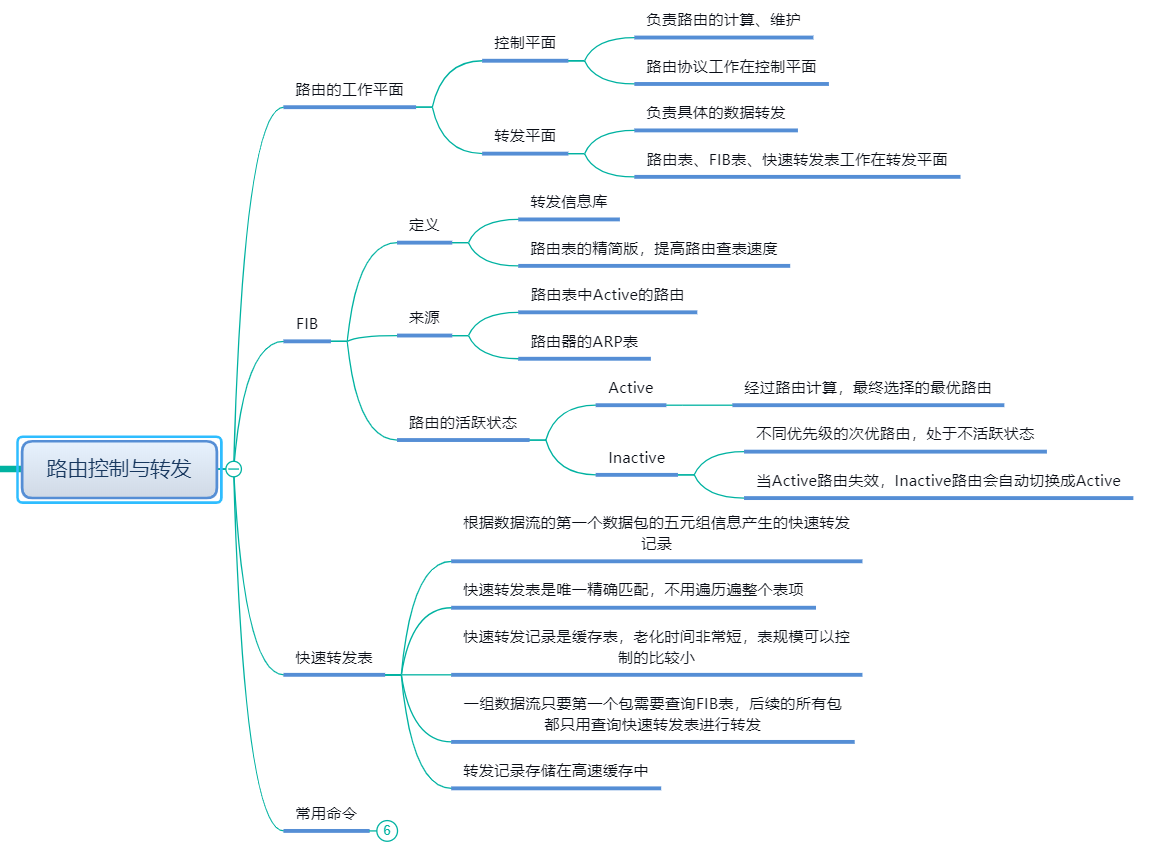 路由控制与转发
路由的工作平面
控制平面
负责路由的计算、维护
路由协议工作在控制平面
转发平面
负责具体的数据转发
路由表、FIB表、快速转发表工作在转发平面
FIB
定义
转发信息库
路由表的精简版，提高路由查表速度
来源
路由表中Active的路由
路由器的ARP表
路由的活跃状态
Active
经过路由计算，最终选择的最优路由
Inactive
不同优先级的次优路由，处于不活跃状态
当Active路由失效，Inactive路由会自动切换成Active
快速转发表
根据数据流的第一个数据包的五元组信息产生的快速转发
记录
快速转发表是唯一精确匹配，不用遍历遍整个表项
快速转发记录是缓存表，老化时间非常短，表规模可以控
制的比较小
一组数据流只要第一个包需要查询FIB表，后续的所有包
都只用查询快速转发表进行转发
转发记录存储在高速缓存中
常用命令
6